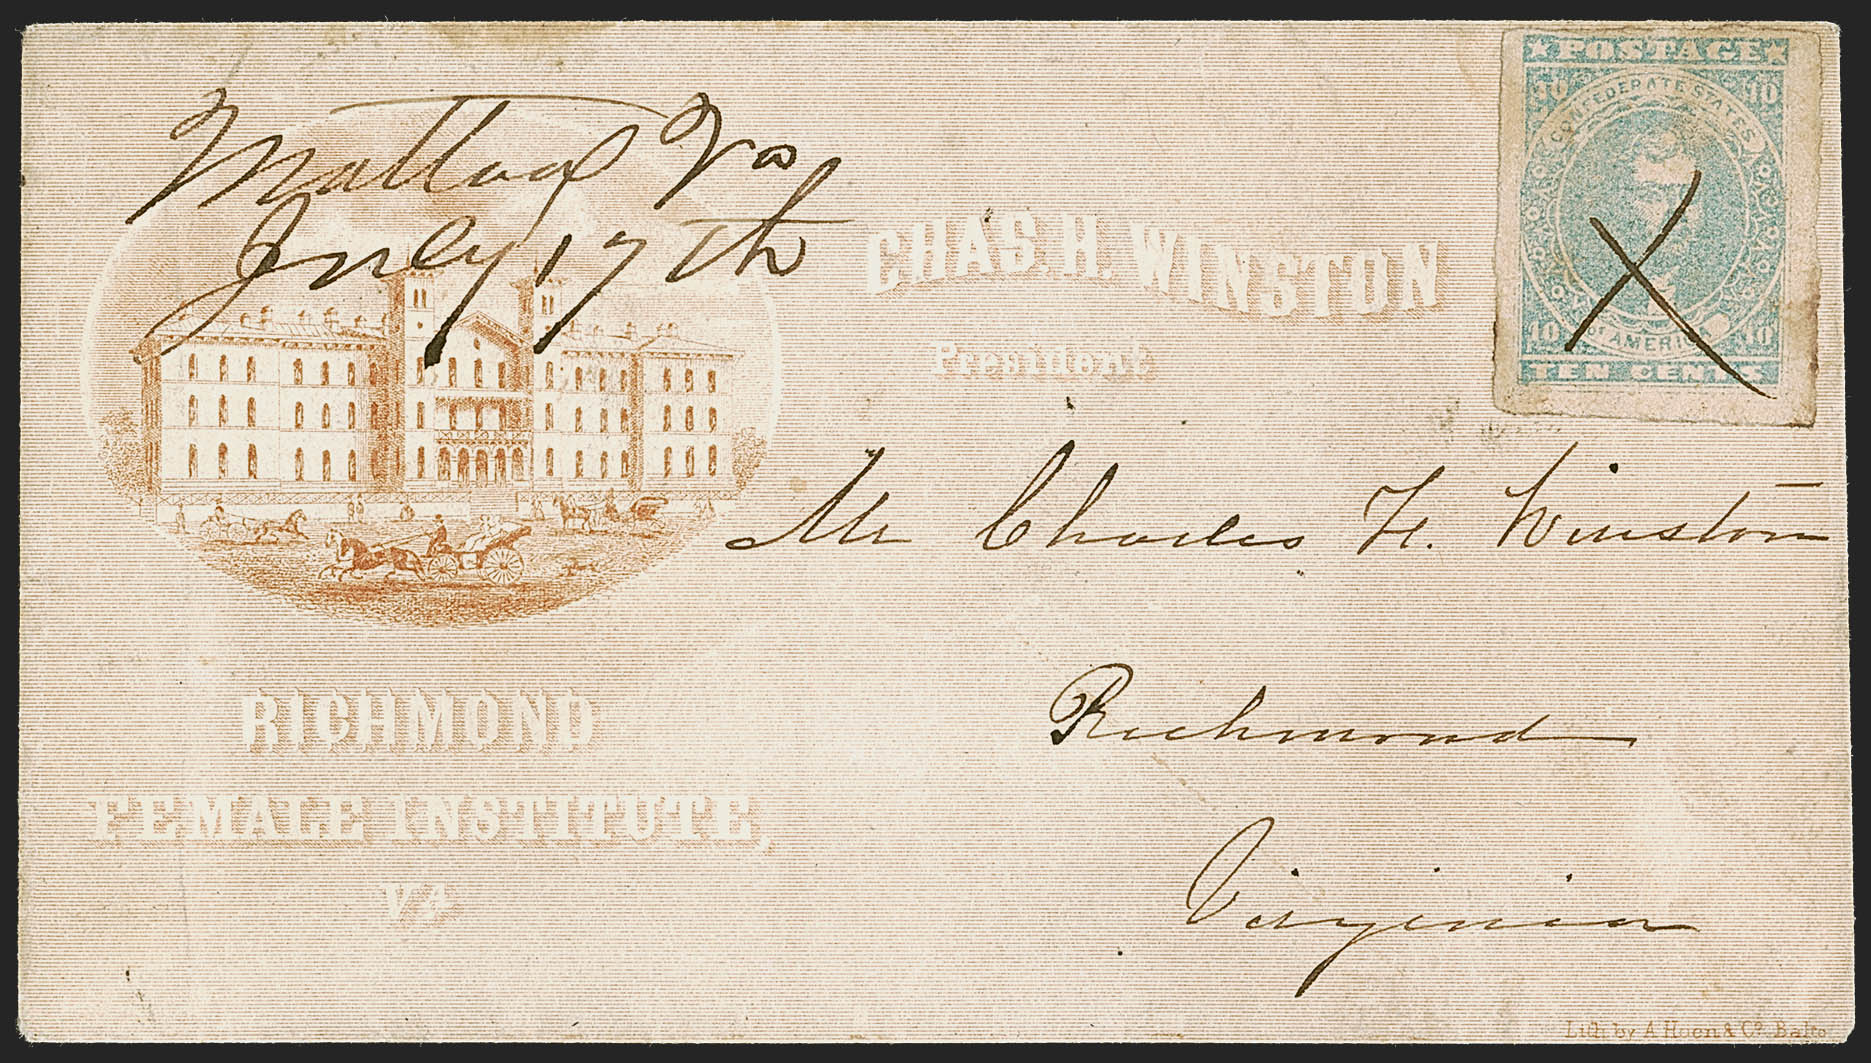 Va
July 17th
CHAS. H. WINSTON
President
POSTAGE
10 10
CONFEDERATE STATES
OF AMERICA
10 10
TEN CENTS
Mr Charles H. Winston
Richmond
Virginia
RICHMOND
FEMALE INSTITUTE,
VA
Lith by A Hoen & Co. Balto